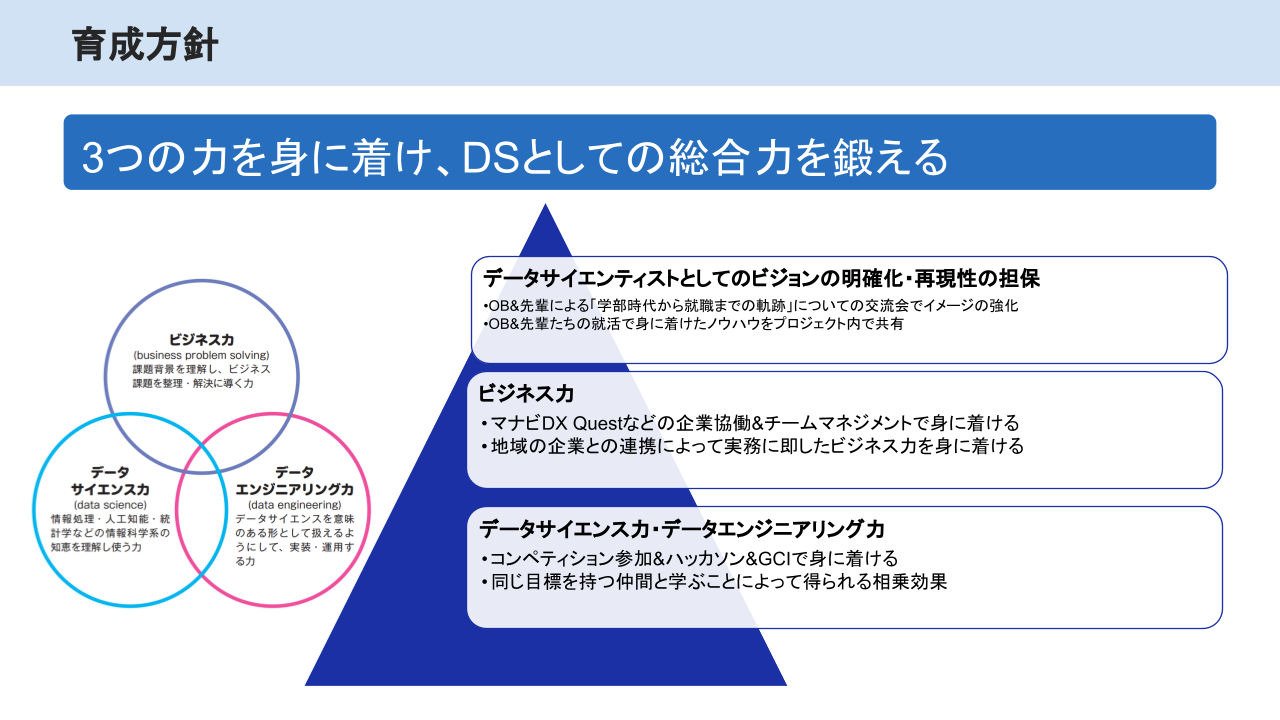 育成方針
3つの力を身に着け、DSとしての総合力を鍛える
ビジネス力
(business problem solving)
課題背景を理解し、ビジネス
課題を整理・解決に導く力
データ
サイエンス力
(data science)
情報処理・人工知能・統
計学などの情報科学系の
知恵を理解し使う力
データ
エンジニアリング力
(data engineering)
データサイエンスを意味
のある形として扱えるよ
うにして、実装・運用す
る力
データサイエンティストとしてのビジョンの明確化・再現性の担保
•OB&先輩による「学部時代から就職までの軌跡」についての交流会でイメージの強化
•OB&先輩たちの就活で身に着けたノウハウをプロジェクト内で共有
ビジネス力
•マナビDX Questなどの企業協働&チームマネジメントで身に着ける
•地域の企業との連携によって実務に即したビジネス力を身に着ける
データサイエンス力・データエンジニアリング力
•コンペティション参加&ハッカソン&GCIで身に着ける
•同じ目標を持つ仲間と学ぶことによって得られる相乗効果